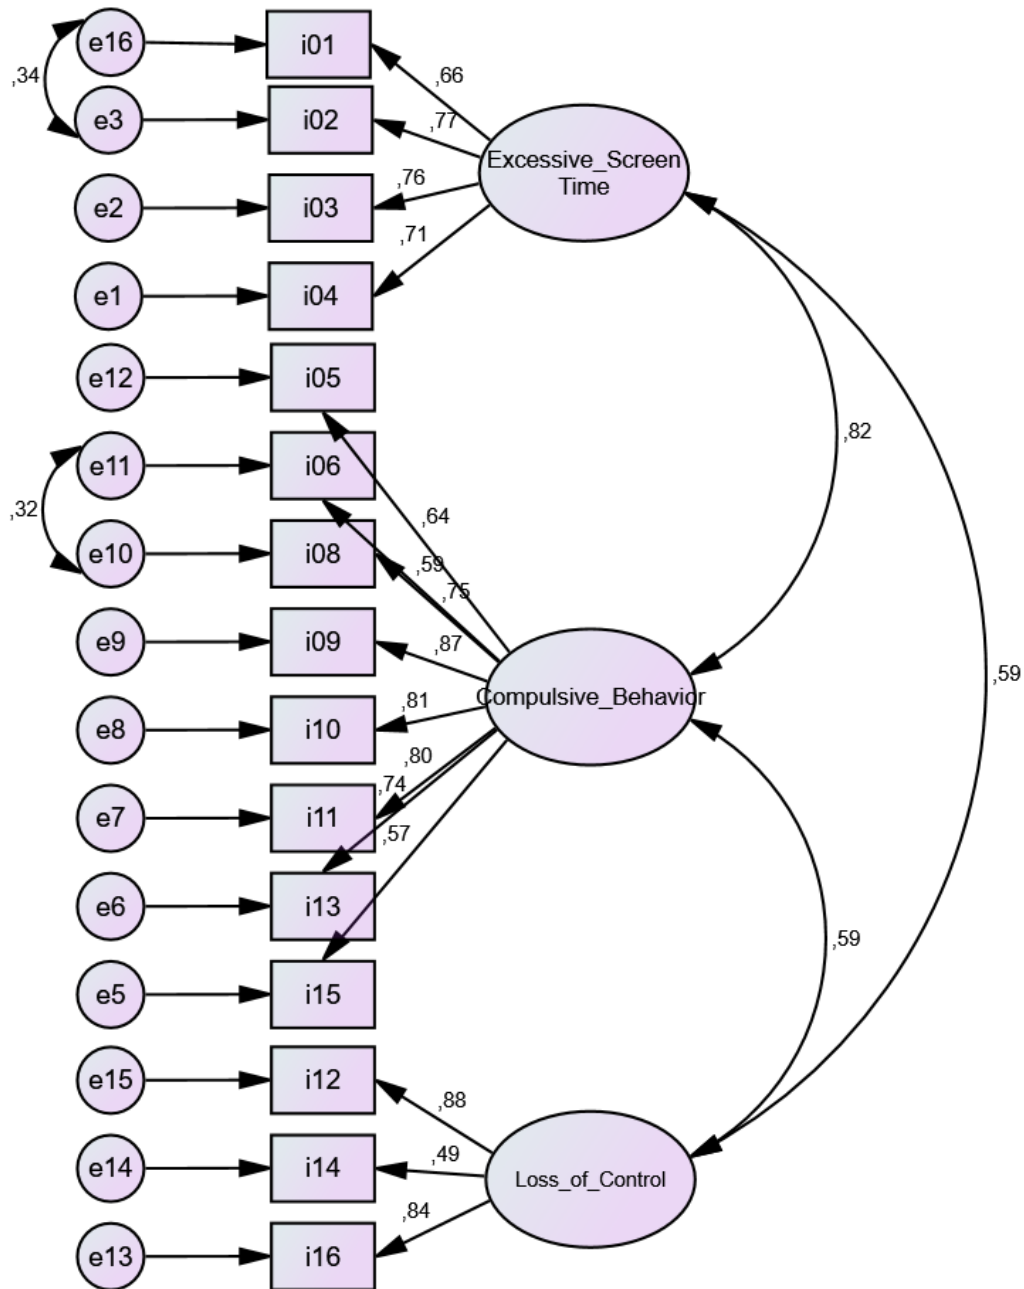 e16
i01
,34
,66
e3
i02
,77
Excessive_Screen
Time
e2
i03
,76
,71
e1
i04
e12
i05
,82
e11
i06
,32
,64
e10
i08
,59
,75
e9
i09
,87
,59
Compulsive_Behavior
e8
i10
,81
,80
,74
e7
i11
,57
e6
i13
,59
e5
i15
e15
i12
,88
e14
i14
,49
Loss_of_Control
,84
e13
i16